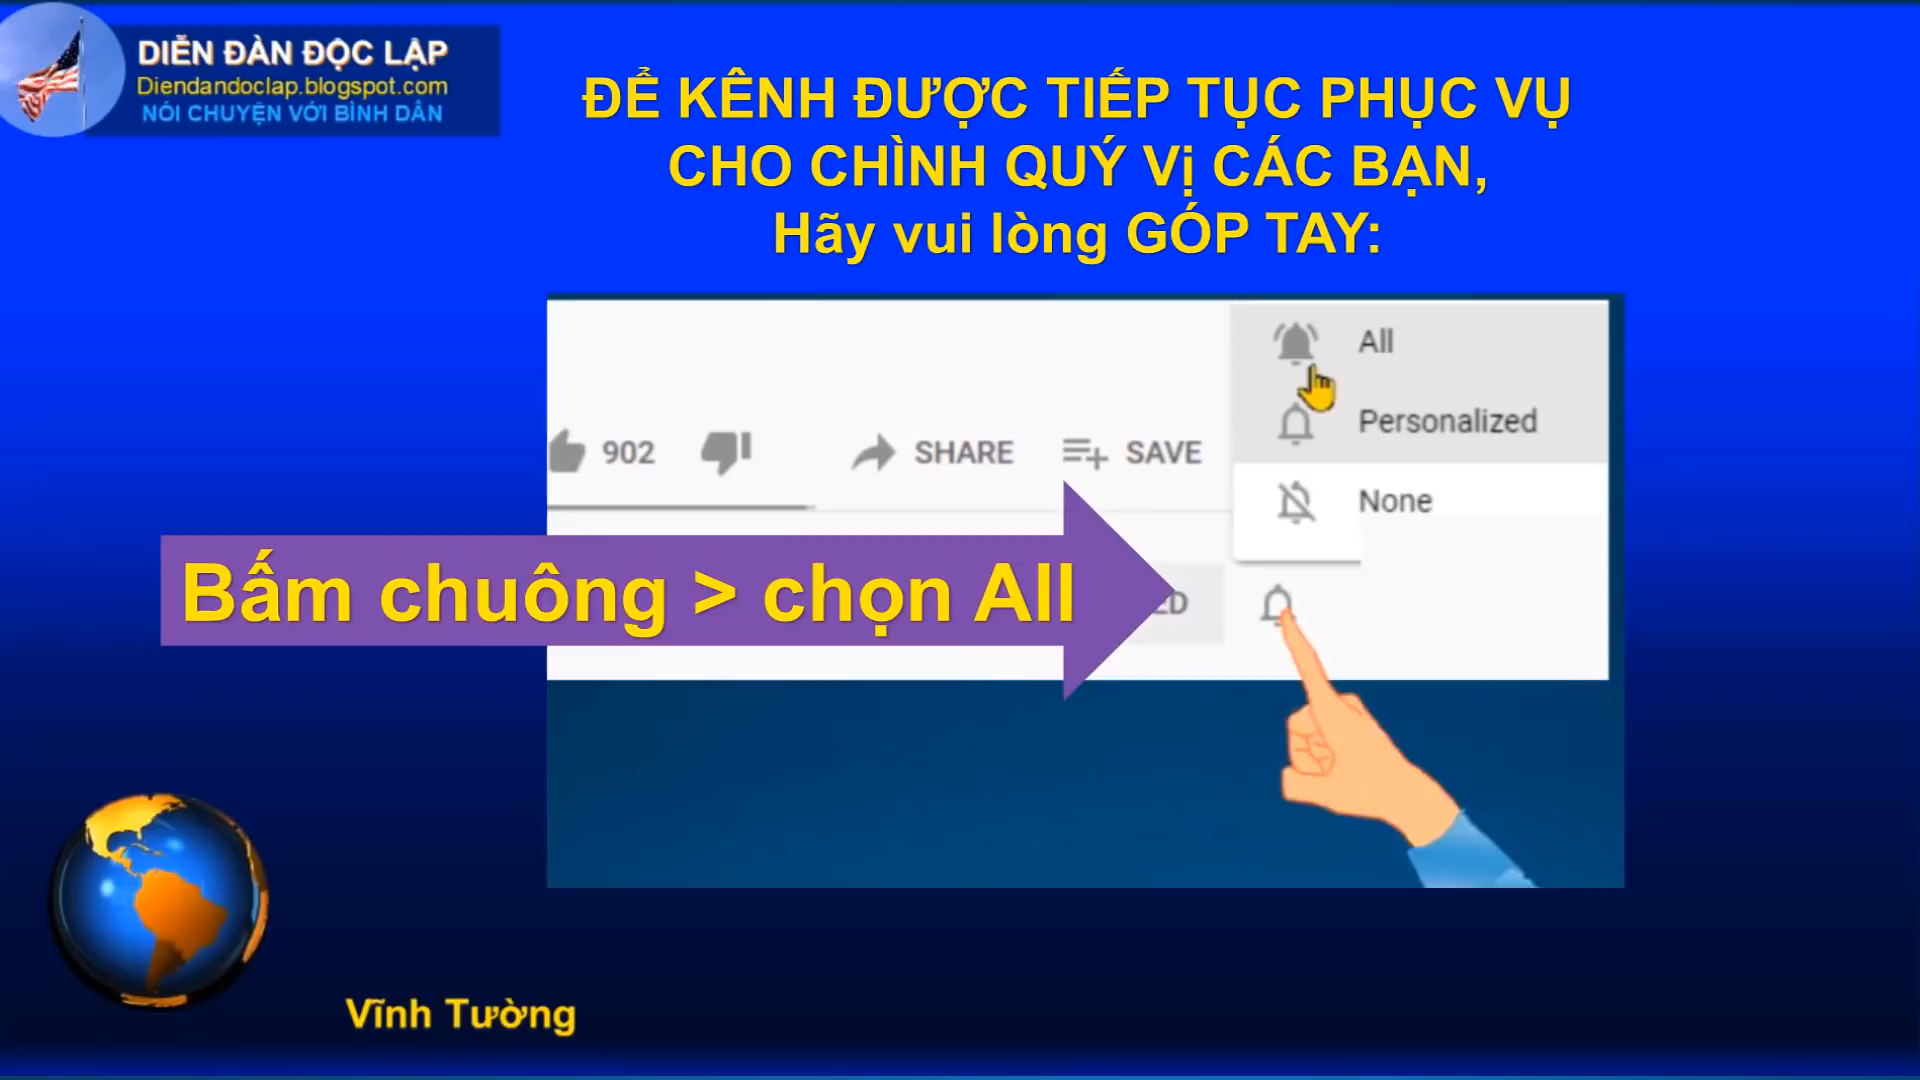 DIỄN ĐÀN ĐỘC LẬP
Diendandoclap.blogspot.com
NÓI CHUYỆN VỚI BÌNH DÂN
ĐỂ KÊNH ĐƯỢC TIẾP TỤC PHỤC VỤ
CHO CHÌNH QUÝ Vị CÁC BẠN,
Hãy vui lòng GÓP TAY:
All
Personalized
None
902
SHARE
SAVE
Bấm chuông > chọn All
ED
Vĩnh Tường